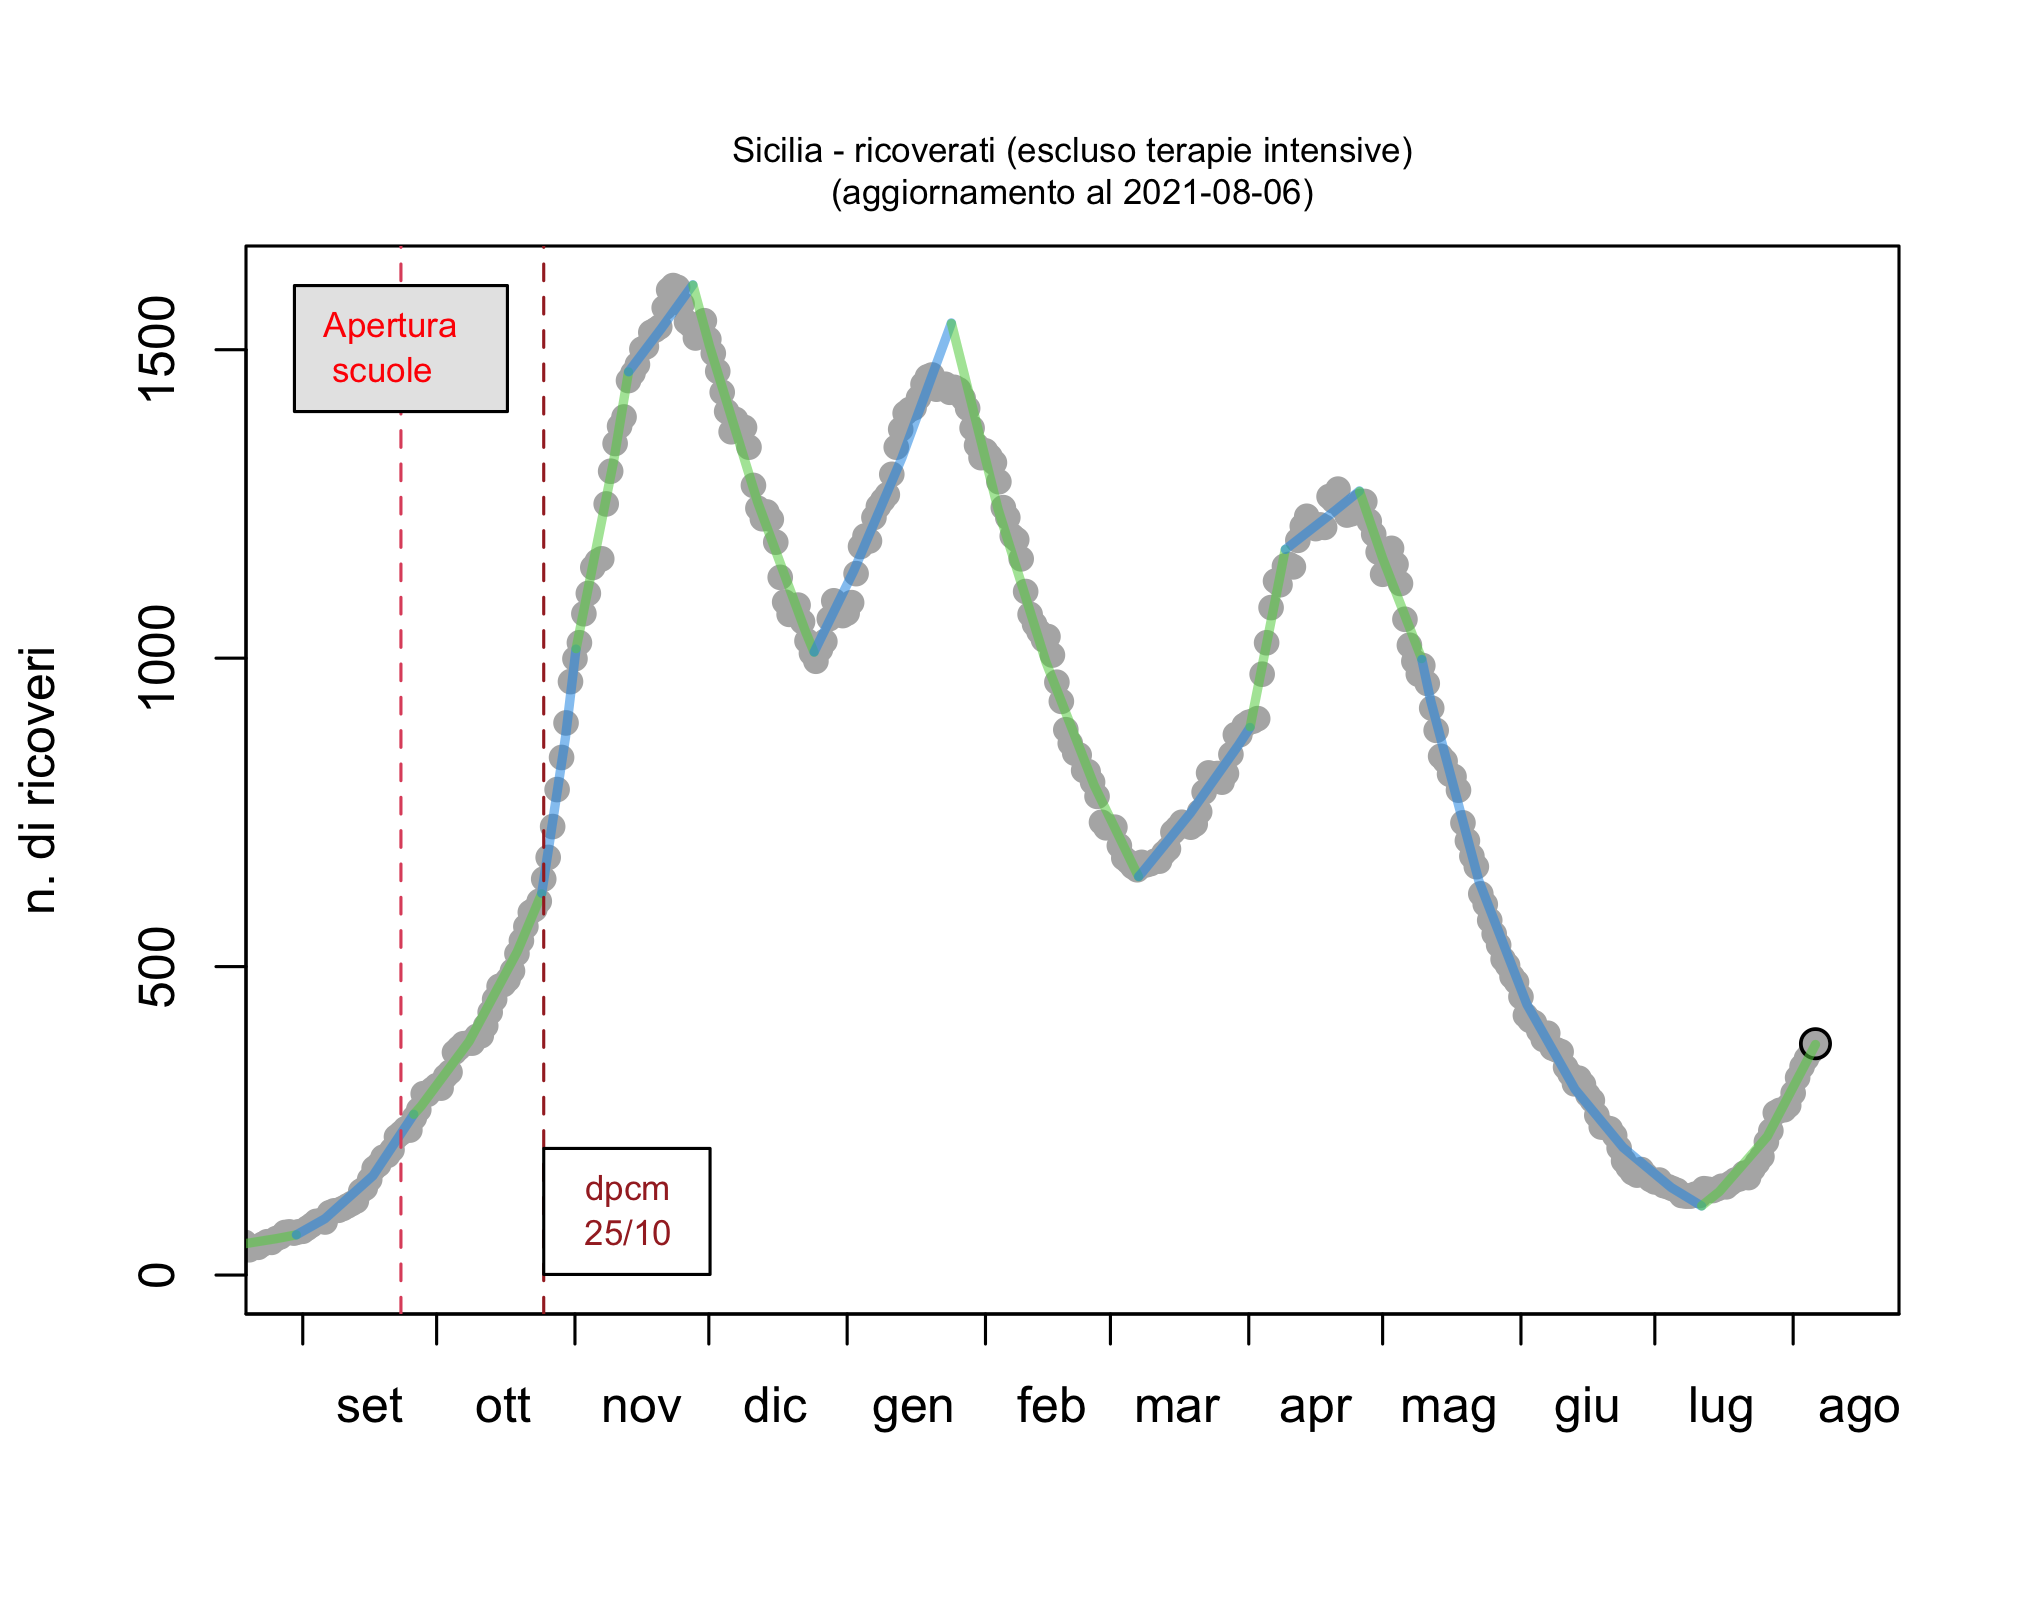 Sicilia - ricoverati (escluso terapie intensive)
(aggiornamento al 2021-08-06)
n. di ricoveri
1500
1000
500
0
Apertura
scuole
dpcm
25/10
set ott nov dic gen feb mar apr mag giu lug ago